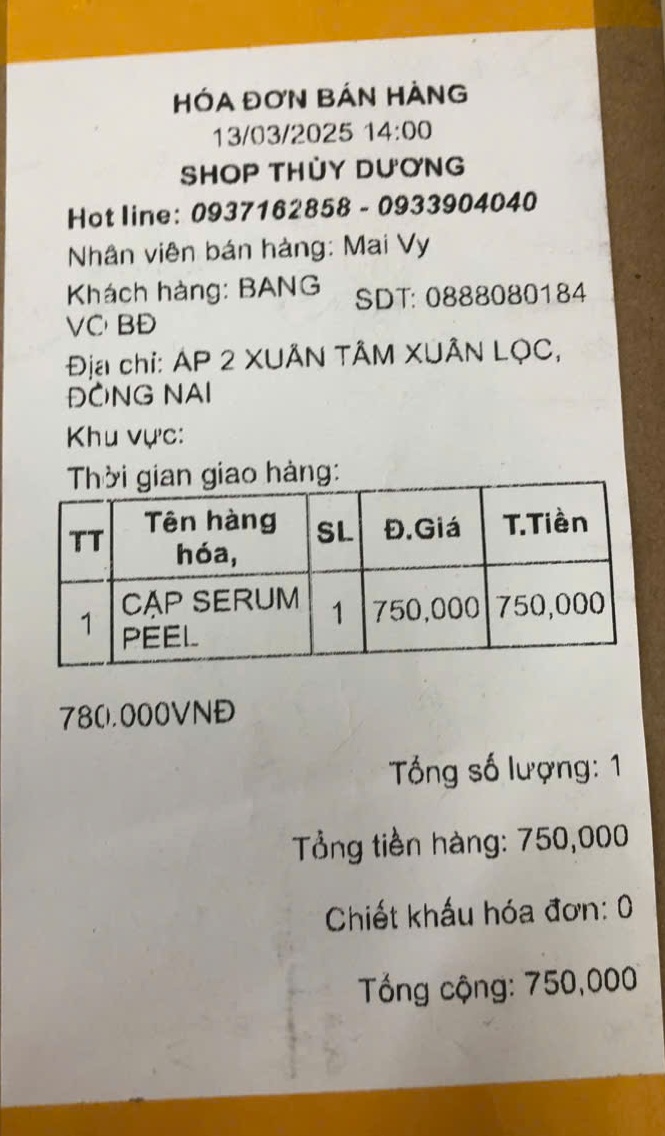 HÓA ĐƠN BÁN HÀNG
13/03/2025 14:00
SHOP THÙY DƯƠNG
Hot line: 0937162858 - 0933904040
Nhân viên bán hàng: Mai Vy
Khách hàng: BANG SDT: 0888080184
VO BĐ
Địa chỉ: ÁP 2 XUÂN TÂM XUÂN LỌC,
ĐỒNG NAI
Khu vực:
Thời gian giao hàng:
TT Tên hàng hóa, SL Đ.Giá T.Tiền
1 CẶP SERUM PEEL 1 750,000 750,000
780.000VNĐ
Tổng số lượng: 1
Tổng tiền hàng: 750,000
Chiết khấu hóa đơn: 0
Tổng cộng: 750,000